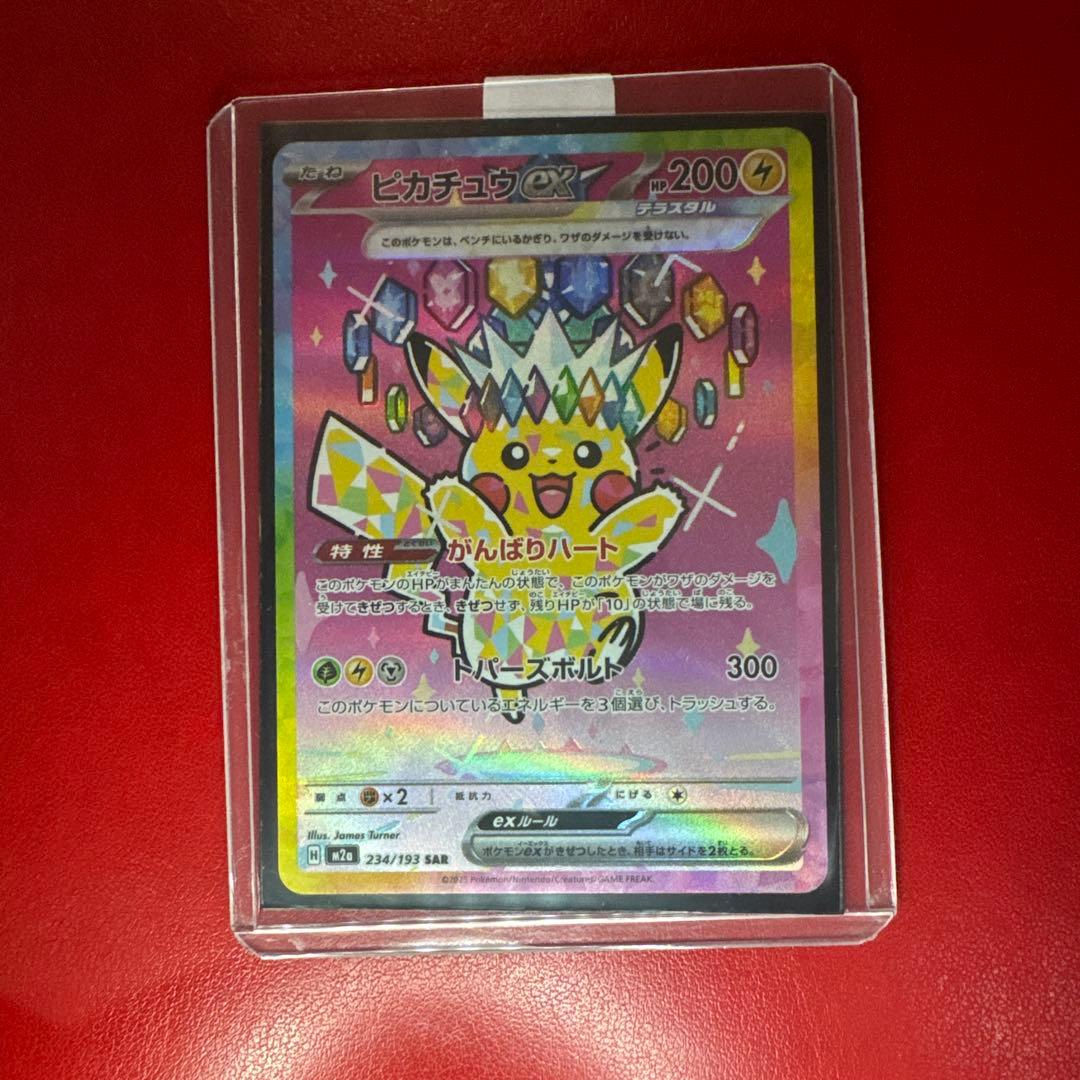 たね ピカチュウex HP200
テラスタル
このポケモンは、ベンチにいるかぎり、ワザのダメージを受けない。
特性 とくせい がんばりハート
このポケモンのHPがまんたんの状態で、このポケモンがワザのダメージを
受けてきぜつするとき、きぜつせず、残りHPが「10」の状態で場に残る。
トパーズボルト 300
このポケモンについているエネルギーを3個選び、トラッシュする。
弱点 ×2 抵抗力 にげる
exルール
ポケモンexがきぜつしたとき、相手はサイドを2枚とる。
Illus. James Turner
H m2a 234/193 SAR
©2025 Pokémon/Nintendo/Creatures/GAME FREAK.